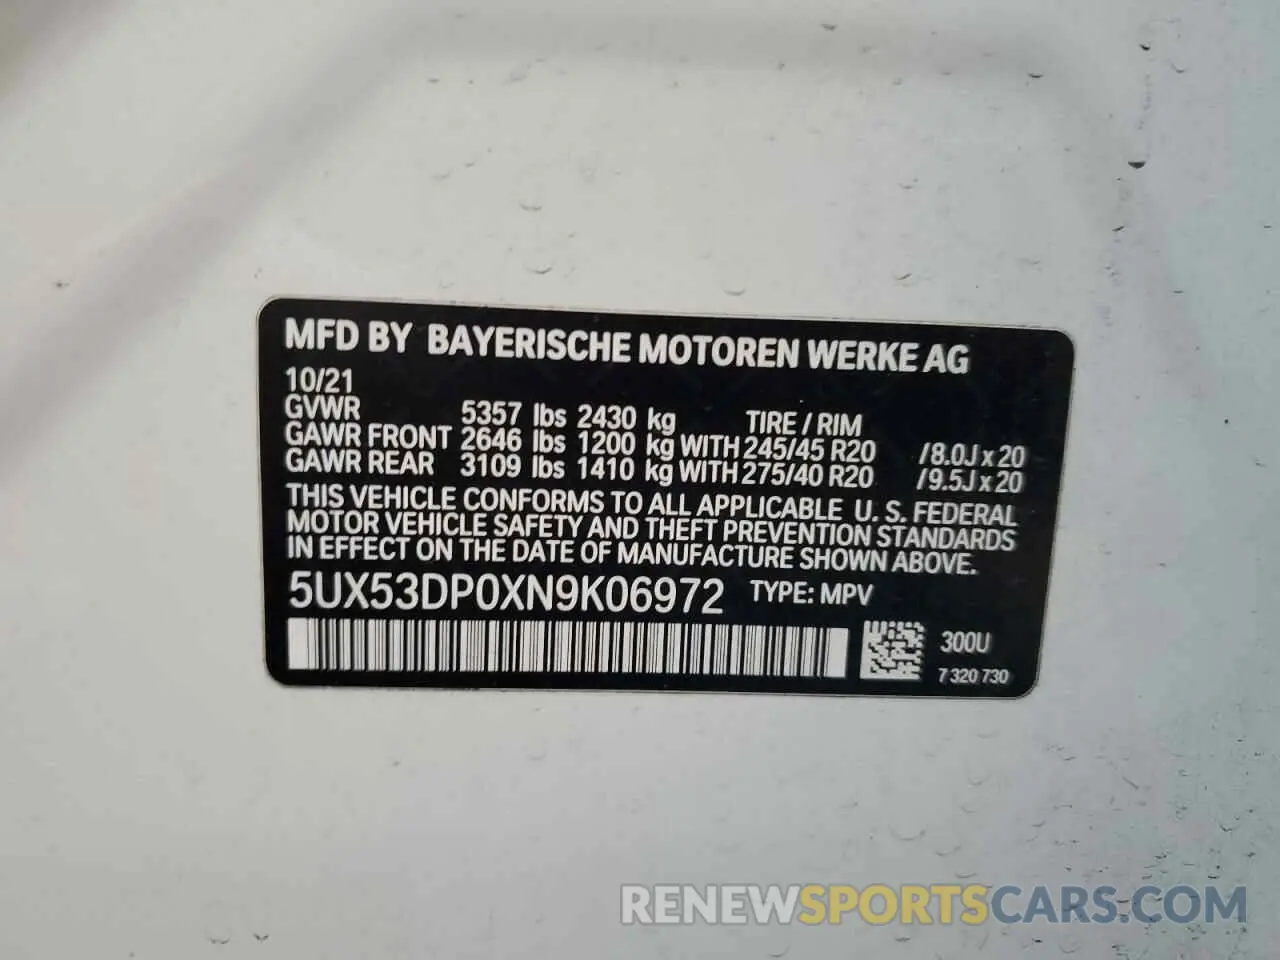 MFD BY BAYERISCHE MOTOREN WERKE AG
10/21
GVWR 5357 lbs 2430 kg TIRE / RIM
GAWR FRONT 2646 lbs 1200 kg WITH 245/45 R20 /8.0J x 20
GAWR REAR 3109 lbs 1410 kg WITH 275/40 R20 /9.5J x 20
THIS VEHICLE CONFORMS TO ALL APPLICABLE U. S. FEDERAL
MOTOR VEHICLE SAFETY AND THEFT PREVENTION STANDARDS
IN EFFECT ON THE DATE OF MANUFACTURE SHOWN ABOVE.
5UX53DP0XN9K06972 TYPE: MPV
300U
7 320 730
RENEWSPORTSCARS.COM